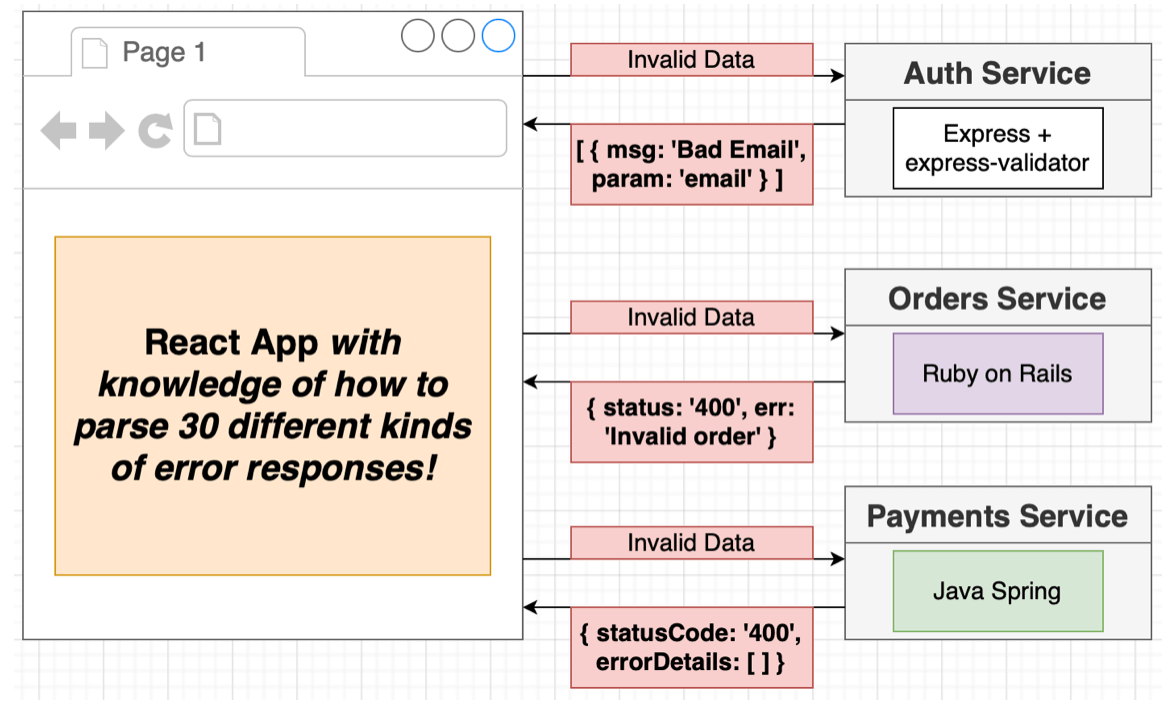 Page 1
React App with
knowledge of how to
parse 30 different kinds
of error responses!
Invalid Data
[ { msg: 'Bad Email',
param: 'email' } ]
Auth Service
Express +
express-validator
Invalid Data
{ status: '400', err:
'Invalid order' }
Orders Service
Ruby on Rails
Invalid Data
{ statusCode: '400',
errorDetails: [ ] }
Payments Service
Java Spring